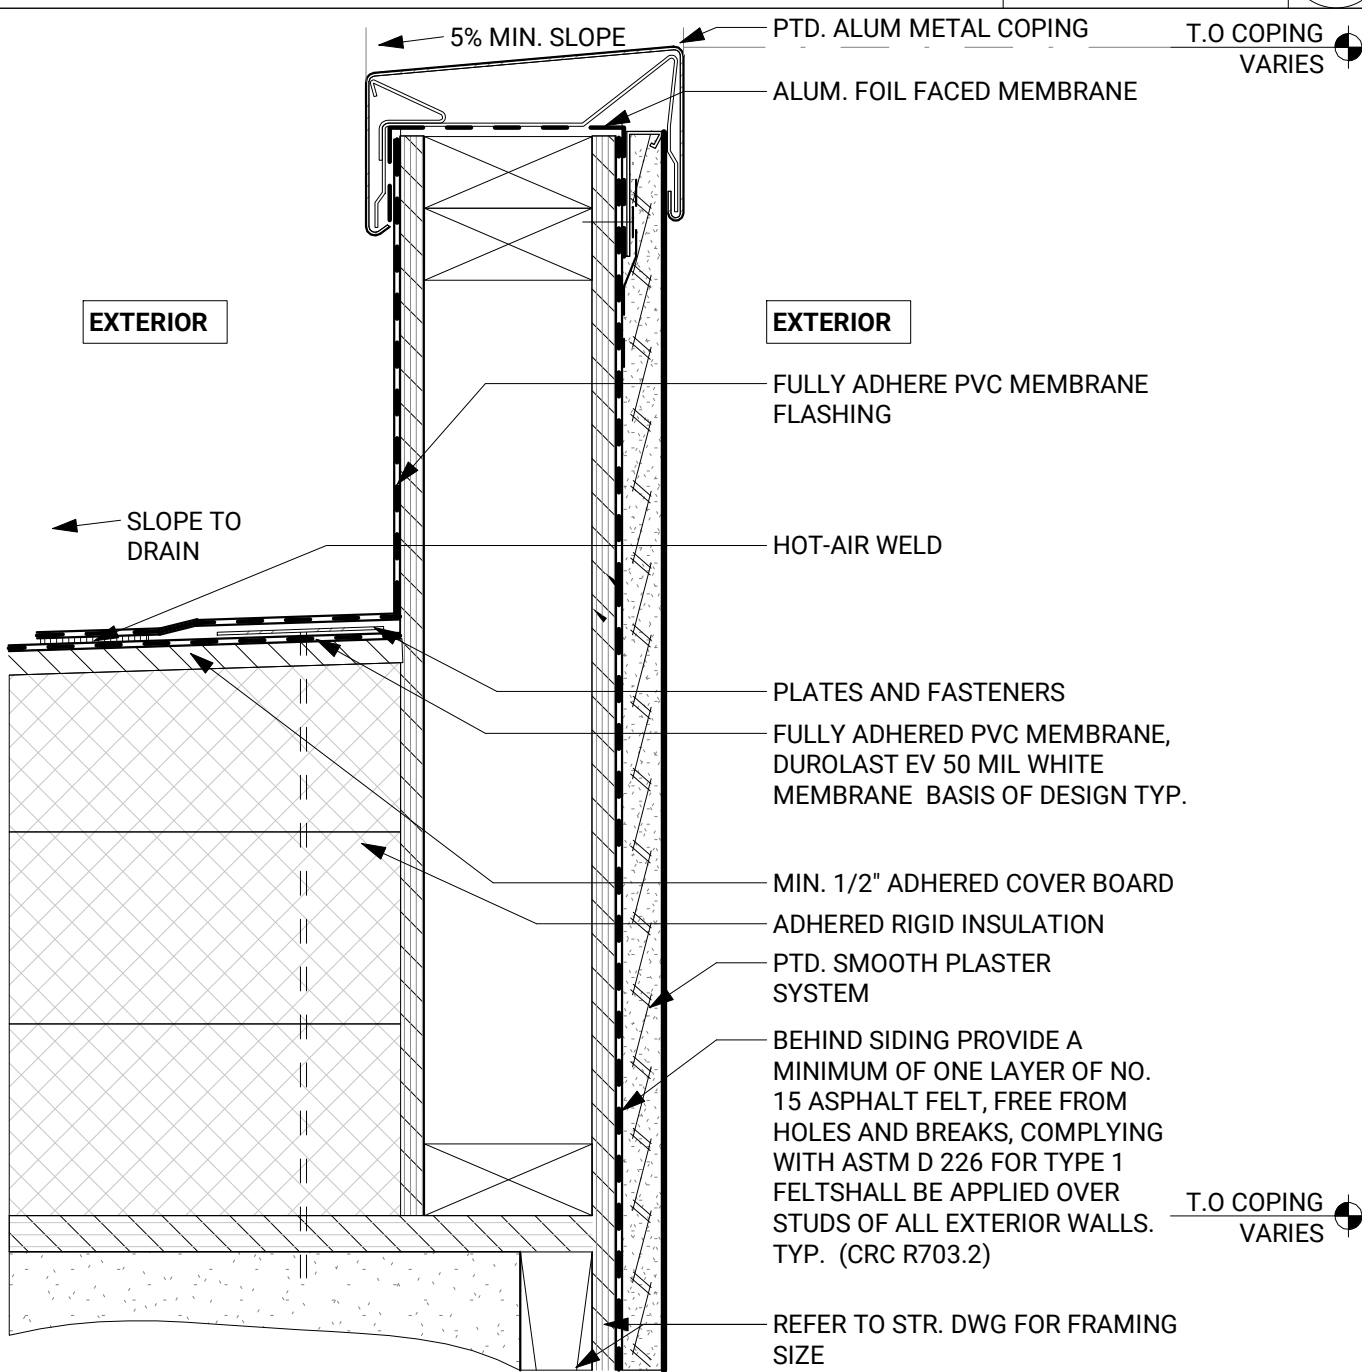 5% MIN. SLOPE
PTD. ALUM METAL COPING
T.O COPING
VARIES
ALUM. FOIL FACED MEMBRANE
EXTERIOR
EXTERIOR
FULLY ADHERE PVC MEMBRANE
FLASHING
SLOPE TO
DRAIN
HOT-AIR WELD
PLATES AND FASTENERS
FULLY ADHERED PVC MEMBRANE,
DUROLAST EV 50 MIL WHITE
MEMBRANE BASIS OF DESIGN TYP.
MIN. 1/2" ADHERED COVER BOARD
ADHERED RIGID INSULATION
PTD. SMOOTH PLASTER
SYSTEM
BEHIND SIDING PROVIDE A
MINIMUM OF ONE LAYER OF NO.
15 ASPHALT FELT, FREE FROM
HOLES AND BREAKS, COMPLYING
WITH ASTM D 226 FOR TYPE 1
FELTSHALL BE APPLIED OVER
STUDS OF ALL EXTERIOR WALLS.
TYP. (CRC R703.2)
T.O COPING
VARIES
REFER TO STR. DWG FOR FRAMING
SIZE